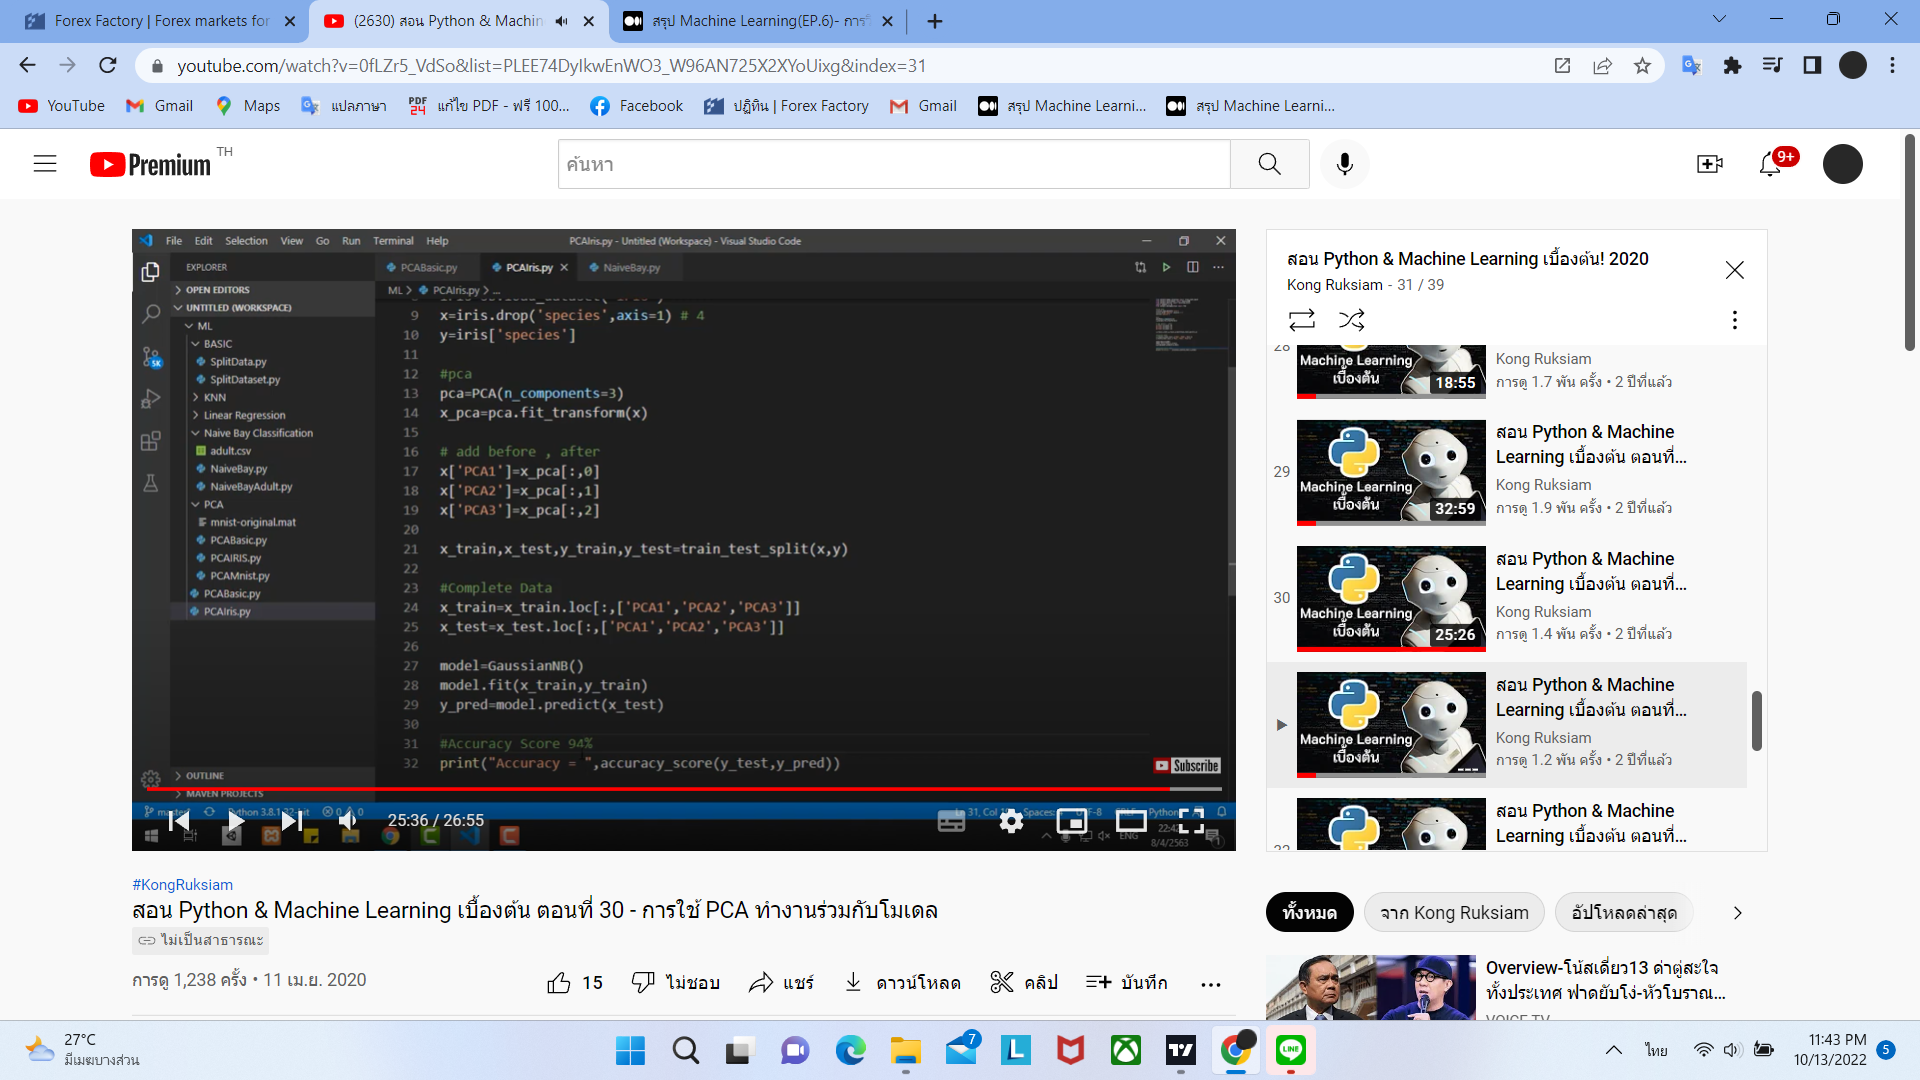 Forex Factory | Forex markets for
(2630) สอน Python & Machin
สรุป Machine Learning(EP.6)- การ
youtube.com/watch?v=0fLZr5_VdSo&list=PLEE74DyIkwEnWO3_W96AN725X2XYoUixg&index=31
YouTube
Gmail
Maps
แปลภาษา
แก้ไข PDF - ฟรี 100...
Facebook
ปฏิทิน | Forex Factory
Gmail
สรุป Machine Learni...
สรุป Machine Learni...
Premium TH
ค้นหา
9+
File Edit Selection View Go Run Terminal Help
PCAIris.py - Untitled (Workspace) - Visual Studio Code
EXPLORER
OPEN EDITORS
UNTITLED (WORKSPACE)
ML
BASIC
SplitData.py
SplitDataset.py
KNN
Linear Regression
Naive Bay Classification
adult.csv
NaiveBay.py
NaiveBayAdult.py
PCA
mnist-original.mat
PCABasic.py
PCAIRIS.py
PCAMnist.py
PCABasic.py
PCAIris.py
OUTLINE
MAVEN PROJECTS
PCABasic.py PCAIris.py NaiveBay.py
ML > PCAIris.py > ...
9 x=iris.drop('species',axis=1) # 4
10 y=iris['species']
11
12 #pca
13 pca=PCA(n_components=3)
14 x_pca=pca.fit_transform(x)
15
16 # add before , after
17 x['PCA1']=x_pca[:,0]
18 x['PCA2']=x_pca[:,1]
19 x['PCA3']=x_pca[:,2]
20
21 x_train,x_test,y_train,y_test=train_test_split(x,y)
22
23 #Complete Data
24 x_train=x_train.loc[:,['PCA1','PCA2','PCA3']]
25 x_test=x_test.loc[:,['PCA1','PCA2','PCA3']]
26
27 model=GaussianNB()
28 model.fit(x_train,y_train)
29 y_pred=model.predict(x_test)
30
31 #Accuracy Score 94%
32 print("Accuracy = ",accuracy_score(y_test,y_pred))
Subscribe
25:36 / 26:55
8/4/2563
#KongRuksiam
สอน Python & Machine Learning เบื้องต้น ตอนที่ 30 - การใช้ PCA ทำงานร่วมกับโมเดล
ไม่เป็นสาธารณะ
การดู 1,238 ครั้ง • 11 เม.ย. 2020
15
ไม่ชอบ
แชร์
ดาวน์โหลด
คลิป
บันทึก
สอน Python & Machine Learning เบื้องต้น! 2020
Kong Ruksiam - 31 / 39
28
Machine Learning
เบื้องต้น
18:55
Kong Ruksiam
การดู 1.7 พัน ครั้ง • 2 ปีที่แล้ว
29
Machine Learning
เบื้องต้น
32:59
สอน Python & Machine
Learning เบื้องต้น ตอนที่...
Kong Ruksiam
การดู 1.9 พัน ครั้ง • 2 ปีที่แล้ว
30
Machine Learning
เบื้องต้น
25:26
สอน Python & Machine
Learning เบื้องต้น ตอนที่...
Kong Ruksiam
การดู 1.4 พัน ครั้ง • 2 ปีที่แล้ว
Machine Learning
เบื้องต้น
สอน Python & Machine
Learning เบื้องต้น ตอนที่...
Kong Ruksiam
การดู 1.2 พัน ครั้ง • 2 ปีที่แล้ว
สอน Python & Machine
Learning เบื้องต้น ตอนที่...
ทั้งหมด
จาก Kong Ruksiam
อัปโหลดล่าสุด
Overview-โน้สเดี่ยว13 ด่าตู่สะใจ
ทั้งประเทศ ฟาดยับโง่-หัวโบราณ...
VOICE TV
27°C
มีเมฆบางส่วน
7
ไทย
11:43 PM
10/13/2022
5